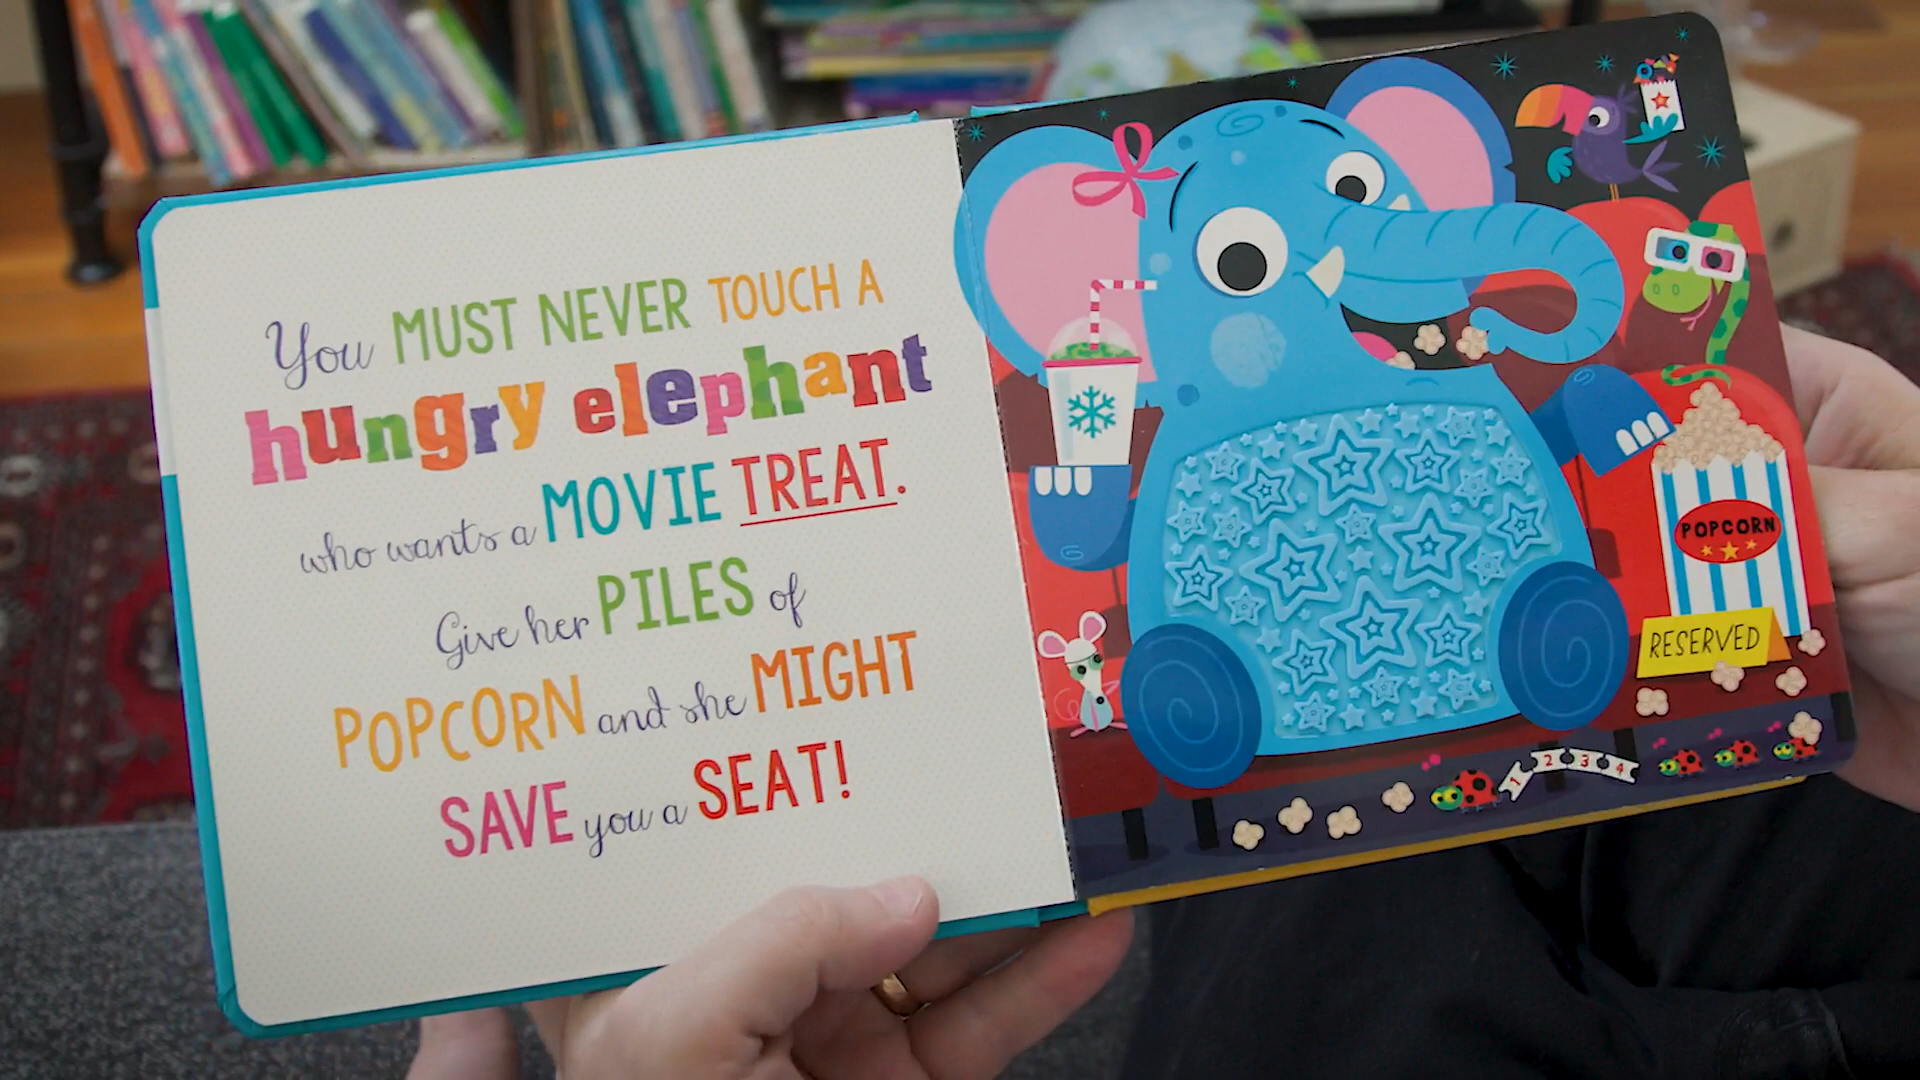 You MUST NEVER TOUCH A
hungry elephant
who wants a MOVIE TREAT.
Give her PILES of
POPCORN and she MIGHT
SAVE you a SEAT!
POPCORN
RESERVED
1 2 3 4